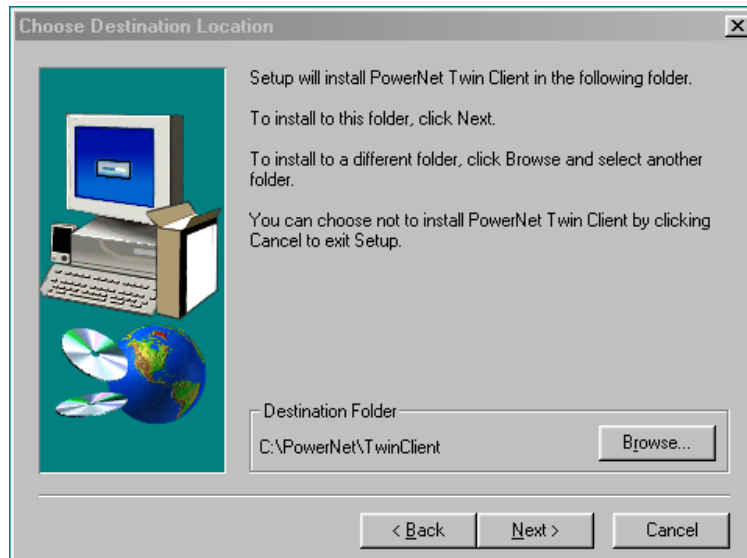 Choose Destination Location
Setup will install PowerNet Twin Client in the following folder.
To install to this folder, click Next.
To install to a different folder, click Browse and select another
folder.
You can choose not to install PowerNet Twin Client by clicking
Cancel to exit Setup.
Destination Folder
C:\PowerNet\TwinClient
Browse...
< Back
Next >
Cancel